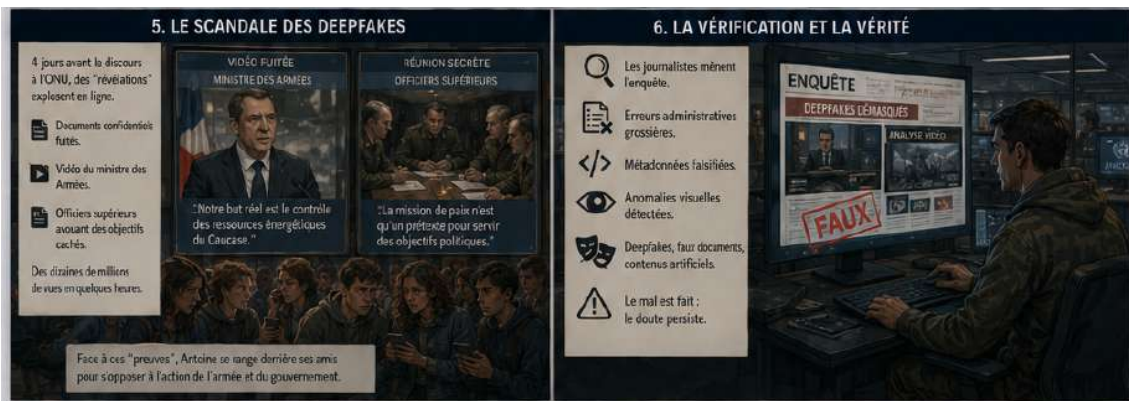 5. LE SCANDALE DES DEEPFAKES
4 jours avant le discours
à l'ONU, des "révélations"
explosent en ligne.
Documents confidentiels
fuités.
Vidéo du ministre des
Armées.
Officiers supérieurs
avouant des objectifs
cachés.
Des dizaines de millions
de vues en quelques heures.
VIDÉO FUITÉE
MINISTRE DES ARMÉES
"Notre but réel est le contrôle
des ressources énergétiques
du Caucase."
RÉUNION SECRÈTE
OFFICIERS SUPÉRIEURS
"La mission de paix n'est
qu'un prétexte pour servir
des objectifs politiques."
Face à ces "preuves", Antoine se range derrière ses amis
pour s'opposer à l'action de l'armée et du gouvernement.
6. LA VÉRIFICATION ET LA VÉRITÉ
Les journalistes mènent
l'enquête.
Erreurs administratives
grossières.
Métadonnées falsifiées.
Anomalies visuelles
détectées.
Deepfakes, faux documents,
contenus artificiels.
Le mal est fait :
le doute persiste.
ENQUÊTE
DEEPFAKES DÉMASQUÉS
ANALYSE VIDÉO
FAUX